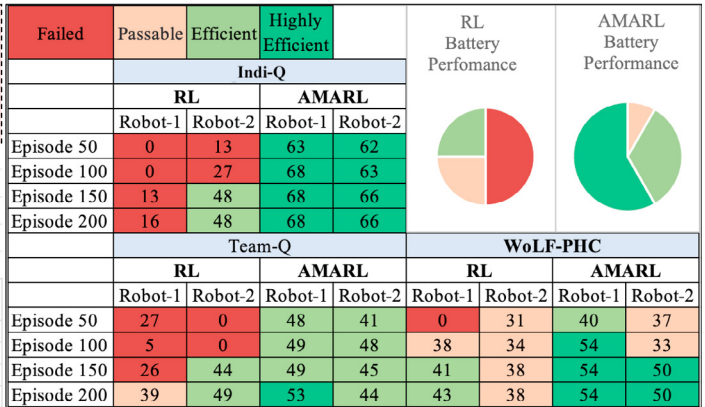 Failed Passable Efficient Highly Efficient
RL Battery Perfomance
AMARL Battery Performance
Indi-Q
RL AMARL
Robot-1 Robot-2 Robot-1 Robot-2
Episode 50 0 13 63 62
Episode 100 0 27 68 63
Episode 150 13 48 68 66
Episode 200 16 48 68 66
Team-Q WoLF-PHC
RL AMARL RL AMARL
Robot-1 Robot-2 Robot-1 Robot-2 Robot-1 Robot-2 Robot-1 Robot-2
Episode 50 27 0 48 41 0 31 40 37
Episode 100 5 0 49 48 38 34 54 33
Episode 150 26 44 49 45 41 38 54 50
Episode 200 39 49 53 44 43 38 54 50